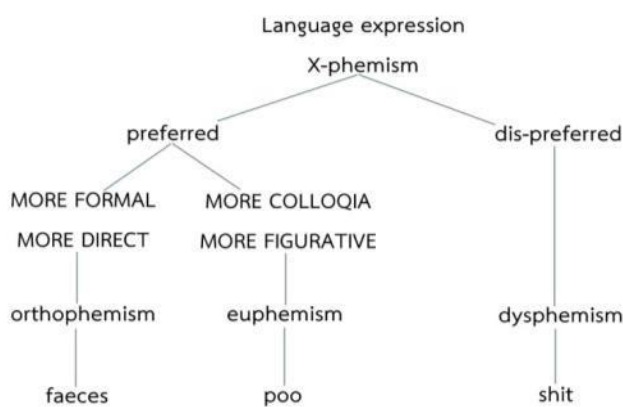 Language expression
X-phemism
preferred dis-preferred
MORE FORMAL MORE COLLOQIA
MORE DIRECT MORE FIGURATIVE
orthophemism euphemism dysphemism
faeces poo shit